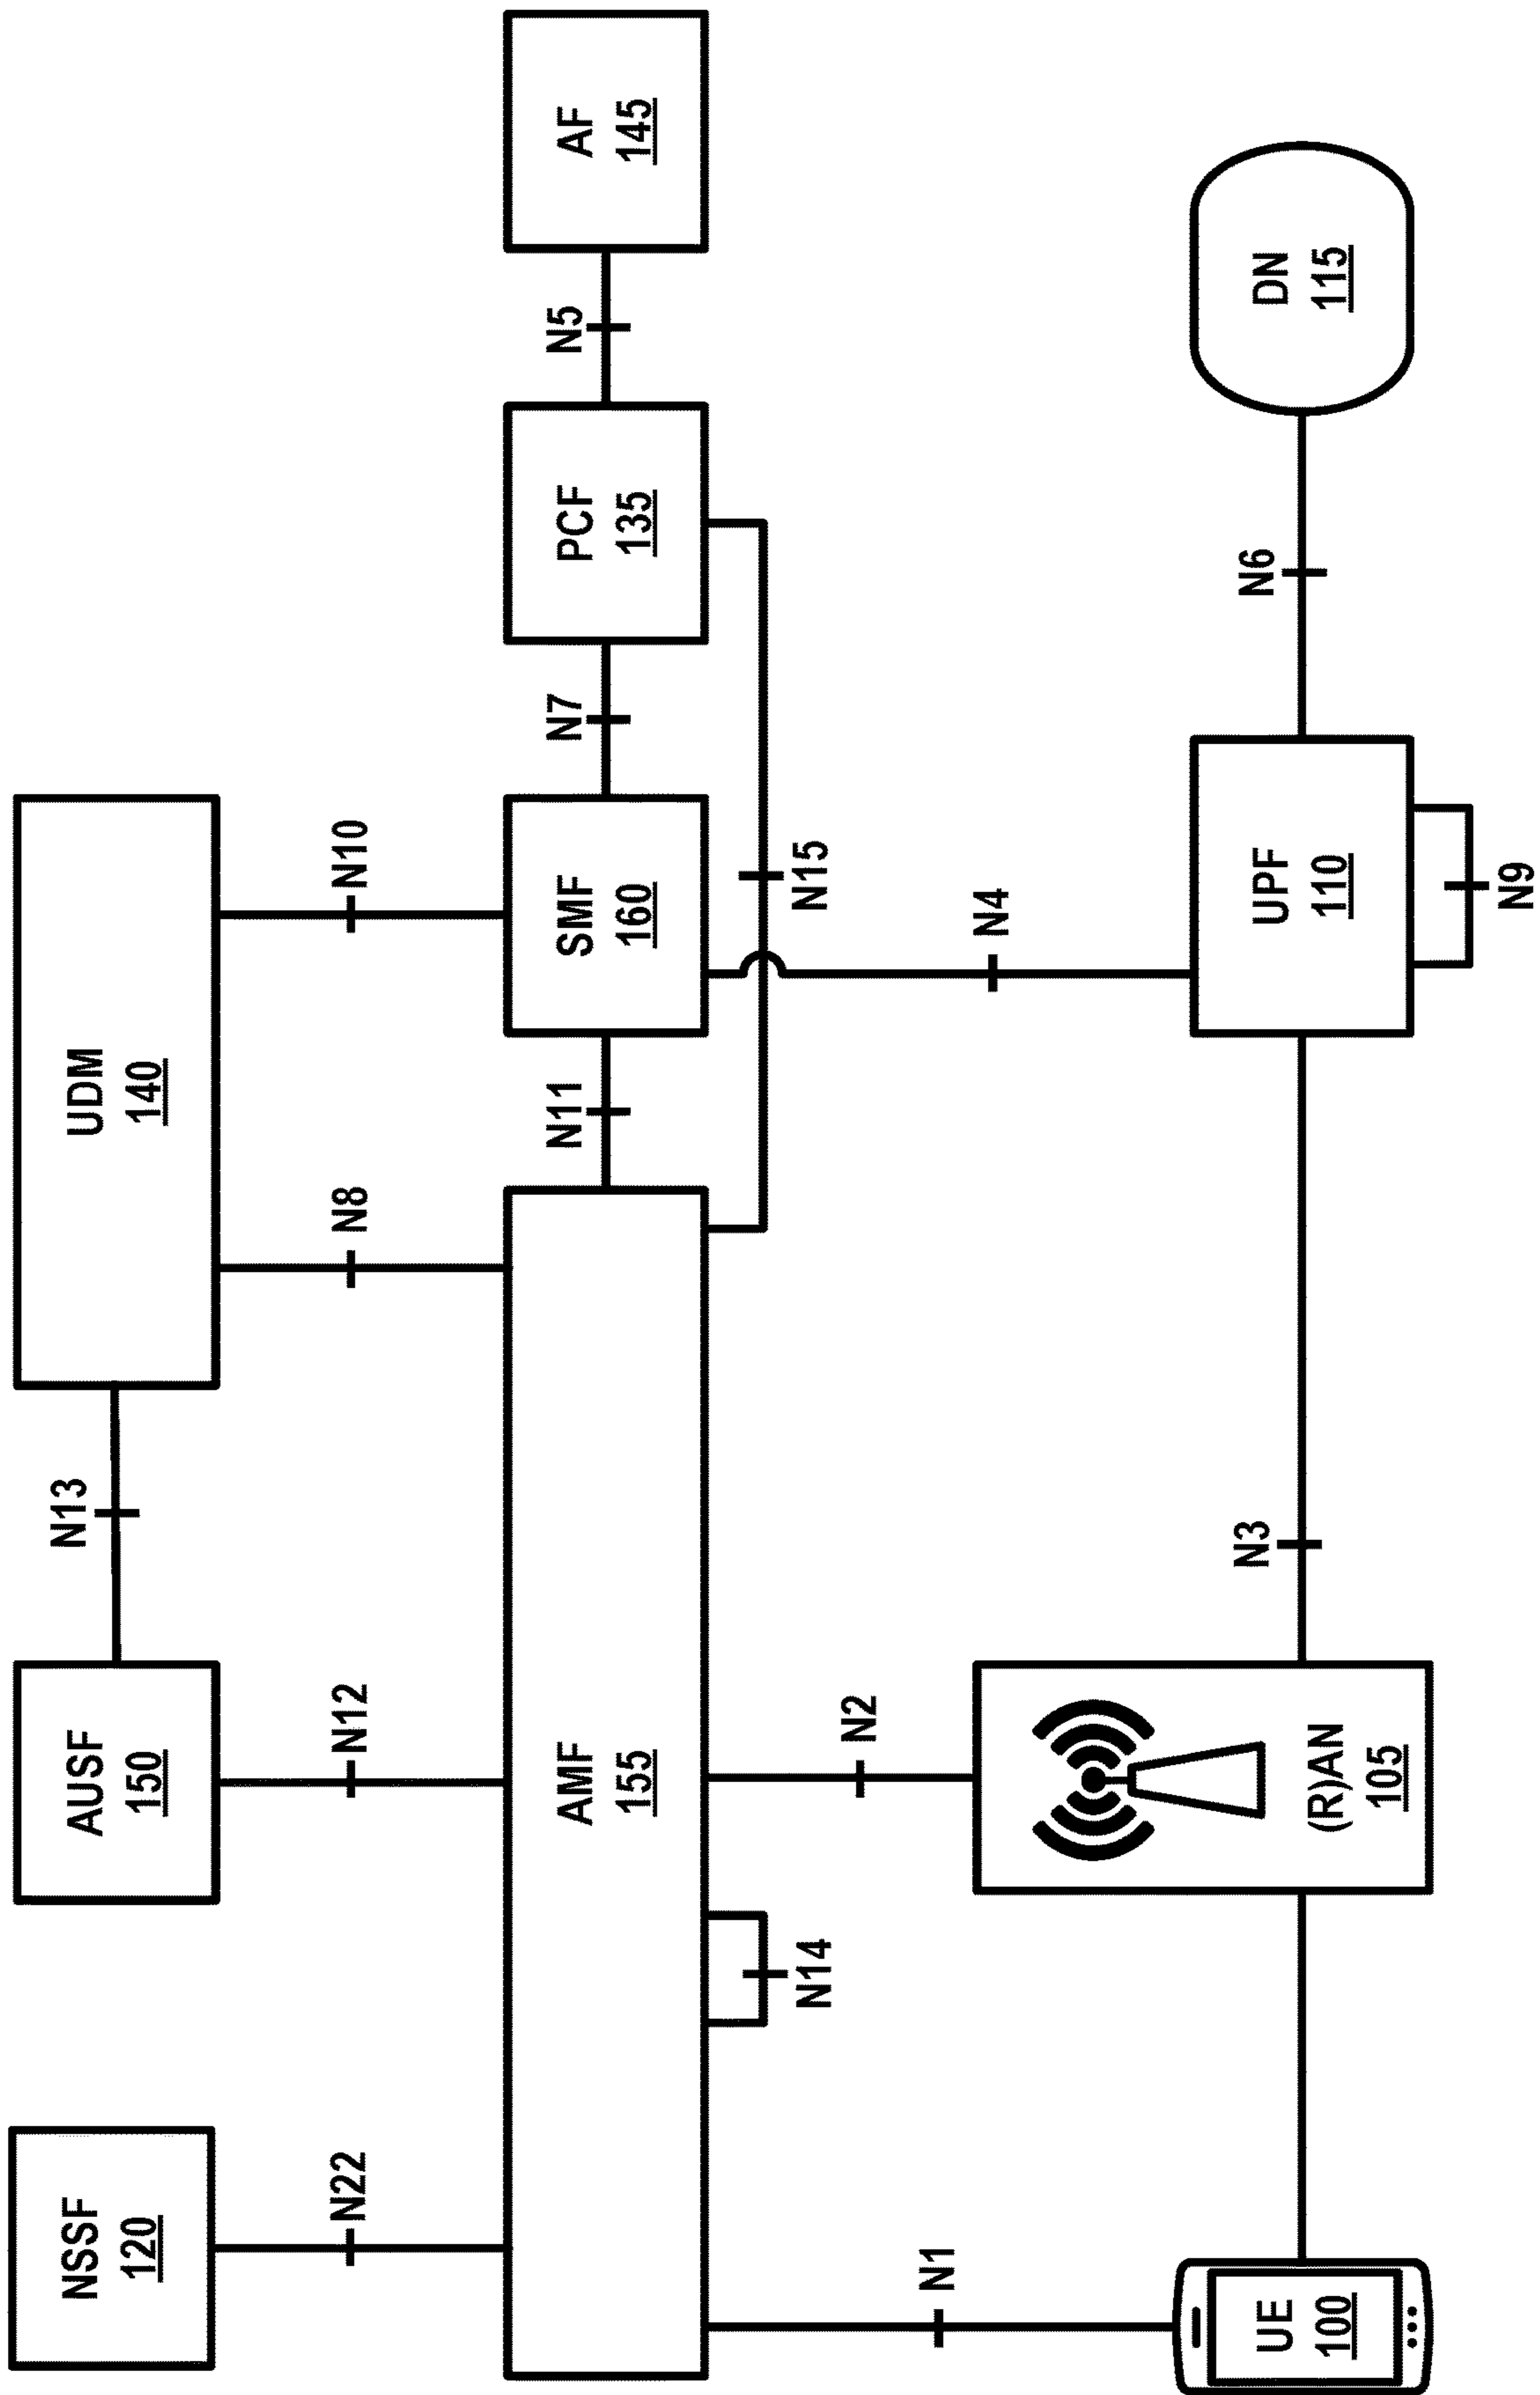 NSSF
120
AUSF
150
N13
UDM
140
N22
N12
N8
N10
AMF
155
N11
SMF
160
N7
PCF
135
N5
AF
145
N14
N15
N1
N2
N4
UE
100
(R)AN
105
N3
UPF
110
N6
DN
115
N9